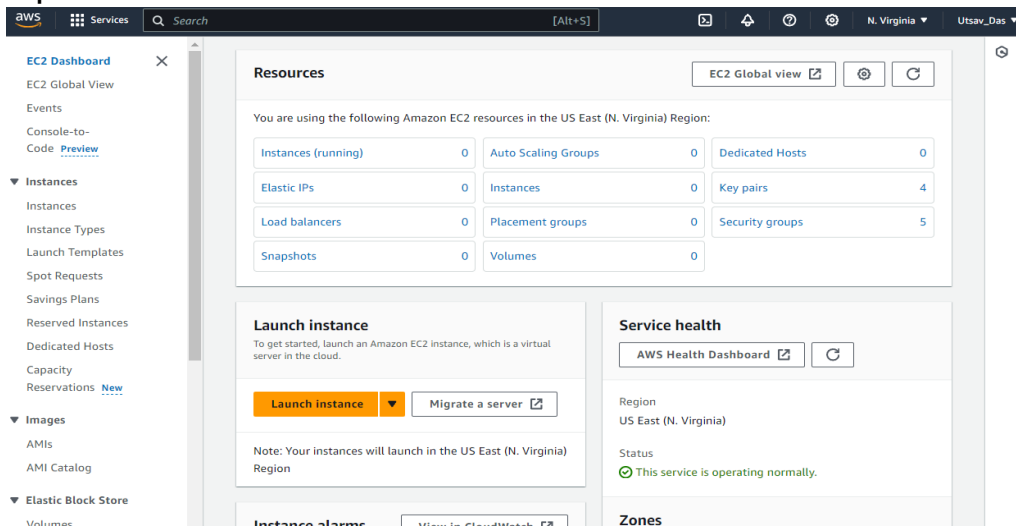 aws
Services
Search
[Alt+S]
N. Virginia
Utsav_Das
EC2 Dashboard
EC2 Global View
Events
Console-to-
Code Preview
Instances
Instances
Instance Types
Launch Templates
Spot Requests
Savings Plans
Reserved Instances
Dedicated Hosts
Capacity
Reservations New
Images
AMIs
AMI Catalog
Elastic Block Store
Volumes
Resources
EC2 Global view
You are using the following Amazon EC2 resources in the US East (N. Virginia) Region:
Instances (running) 0
Auto Scaling Groups 0
Dedicated Hosts 0
Elastic IPs 0
Instances 0
Key pairs 4
Load balancers 0
Placement groups 0
Security groups 5
Snapshots 0
Volumes 0
Launch instance
To get started, launch an Amazon EC2 instance, which is a virtual
server in the cloud.
Launch instance
Migrate a server
Note: Your instances will launch in the US East (N. Virginia)
Region
Instance alarms
View in CloudWatch
Service health
AWS Health Dashboard
Region
US East (N. Virginia)
Status
This service is operating normally.
Zones